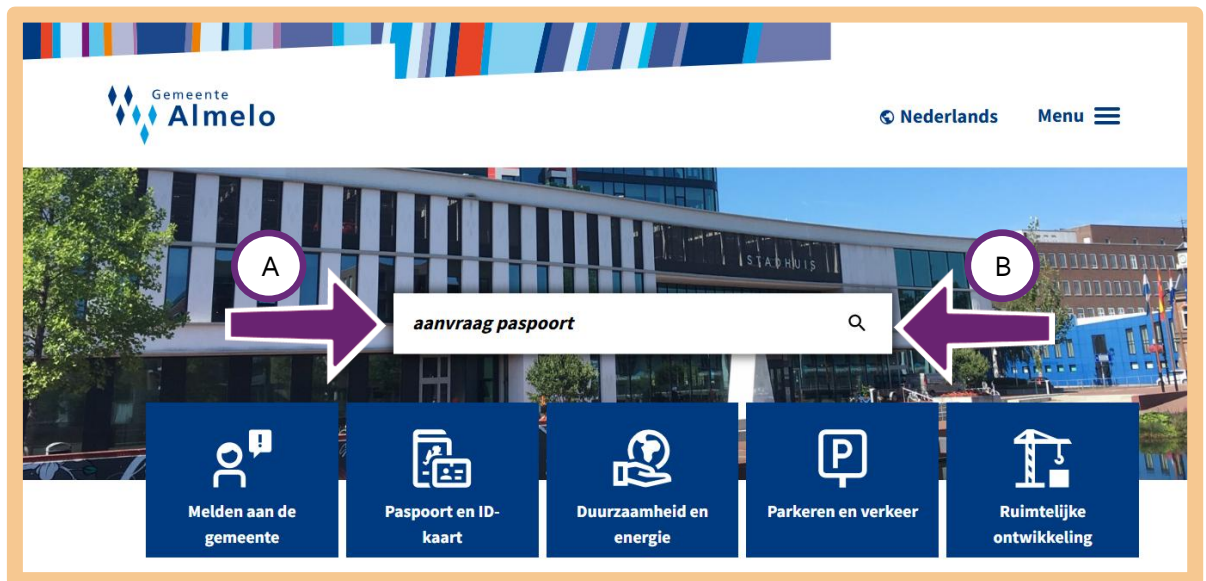 Gemeente
Almelo
Nederlands
Menu
A
B
STADHUIS
aanvraag paspoort
Melden aan de
gemeente
Paspoort en ID-
kaart
Duurzaamheid en
energie
P
Parkeren en verkeer
Ruimtelijke
ontwikkeling